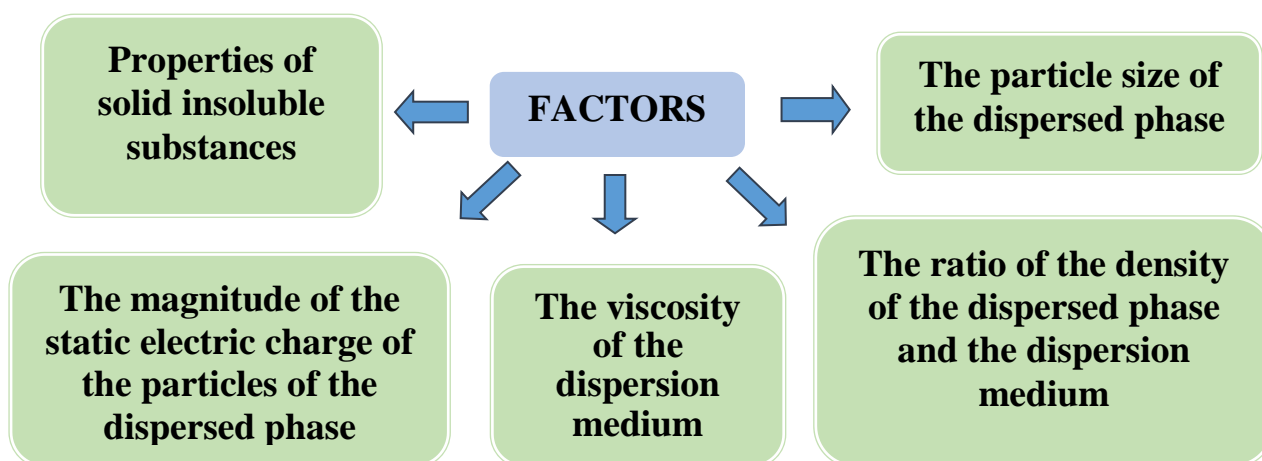 FACTORS
Properties of
solid insoluble
substances
The particle size of
the dispersed phase
The magnitude of the
static electric charge of
the particles of the
dispersed phase
The viscosity
of the
dispersion
medium
The ratio of the density
of the dispersed phase
and the dispersion
medium